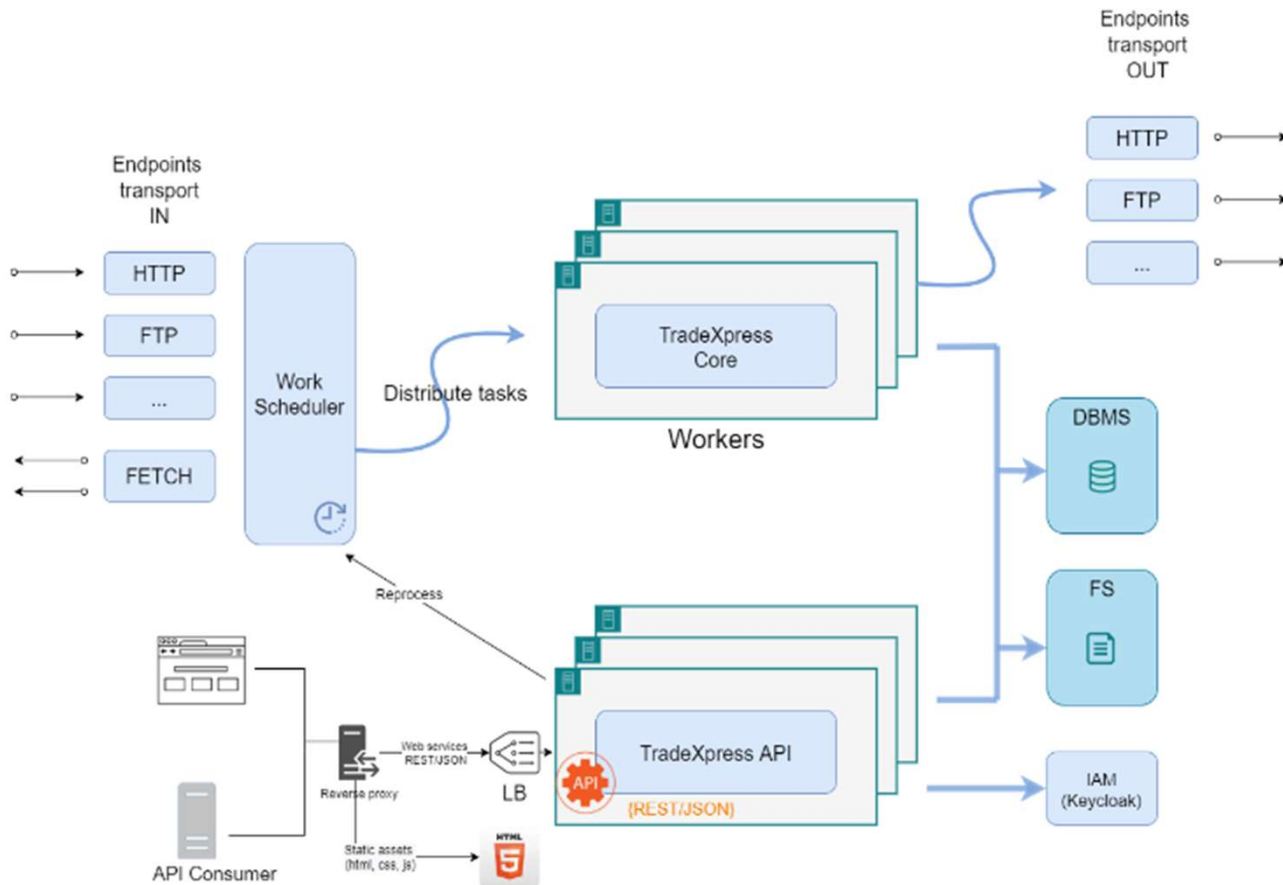 Endpoints
transport
OUT
HTTP
FTP
...
Endpoints
transport
IN
HTTP
FTP
...
FETCH
Work
Scheduler
Distribute tasks
TradeXpress
Core
Workers
DBMS
FS
IAM
(Keycloak)
Reprocess
TradeXpress API
API
{REST/JSON}
Web services
REST/JSON
LB
Reverse proxy
Static assets
(html, css, js)
HTML
5
API Consumer